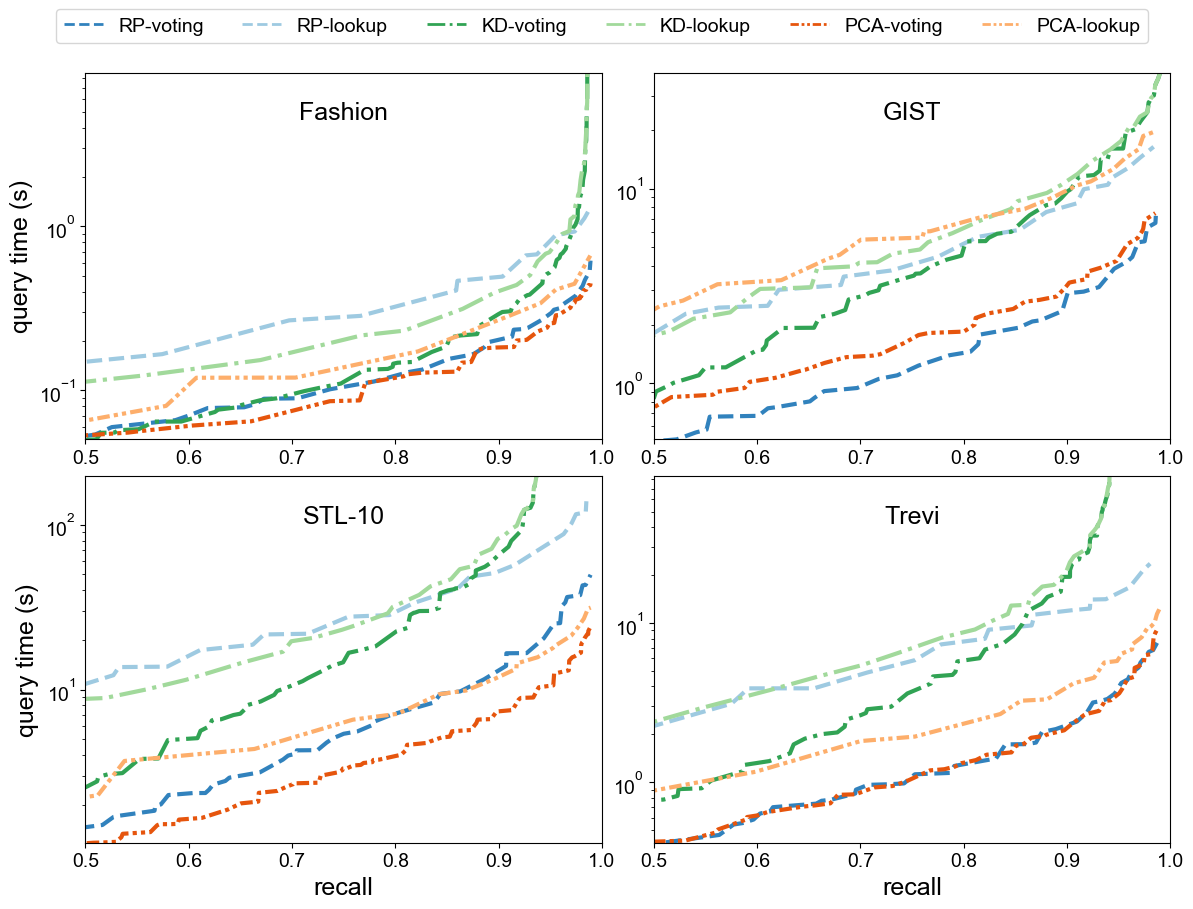 RP-voting RP-lookup KD-voting KD-lookup PCA-voting PCA-lookup
Fashion
GIST
query time (s)
10⁰
10⁻¹
10¹
10⁰
0.5 0.6 0.7 0.8 0.9 1.0
0.5 0.6 0.7 0.8 0.9 1.0
STL-10
Trevi
query time (s)
10²
10¹
10¹
10⁰
0.5 0.6 0.7 0.8 0.9 1.0
0.5 0.6 0.7 0.8 0.9 1.0
recall
recall